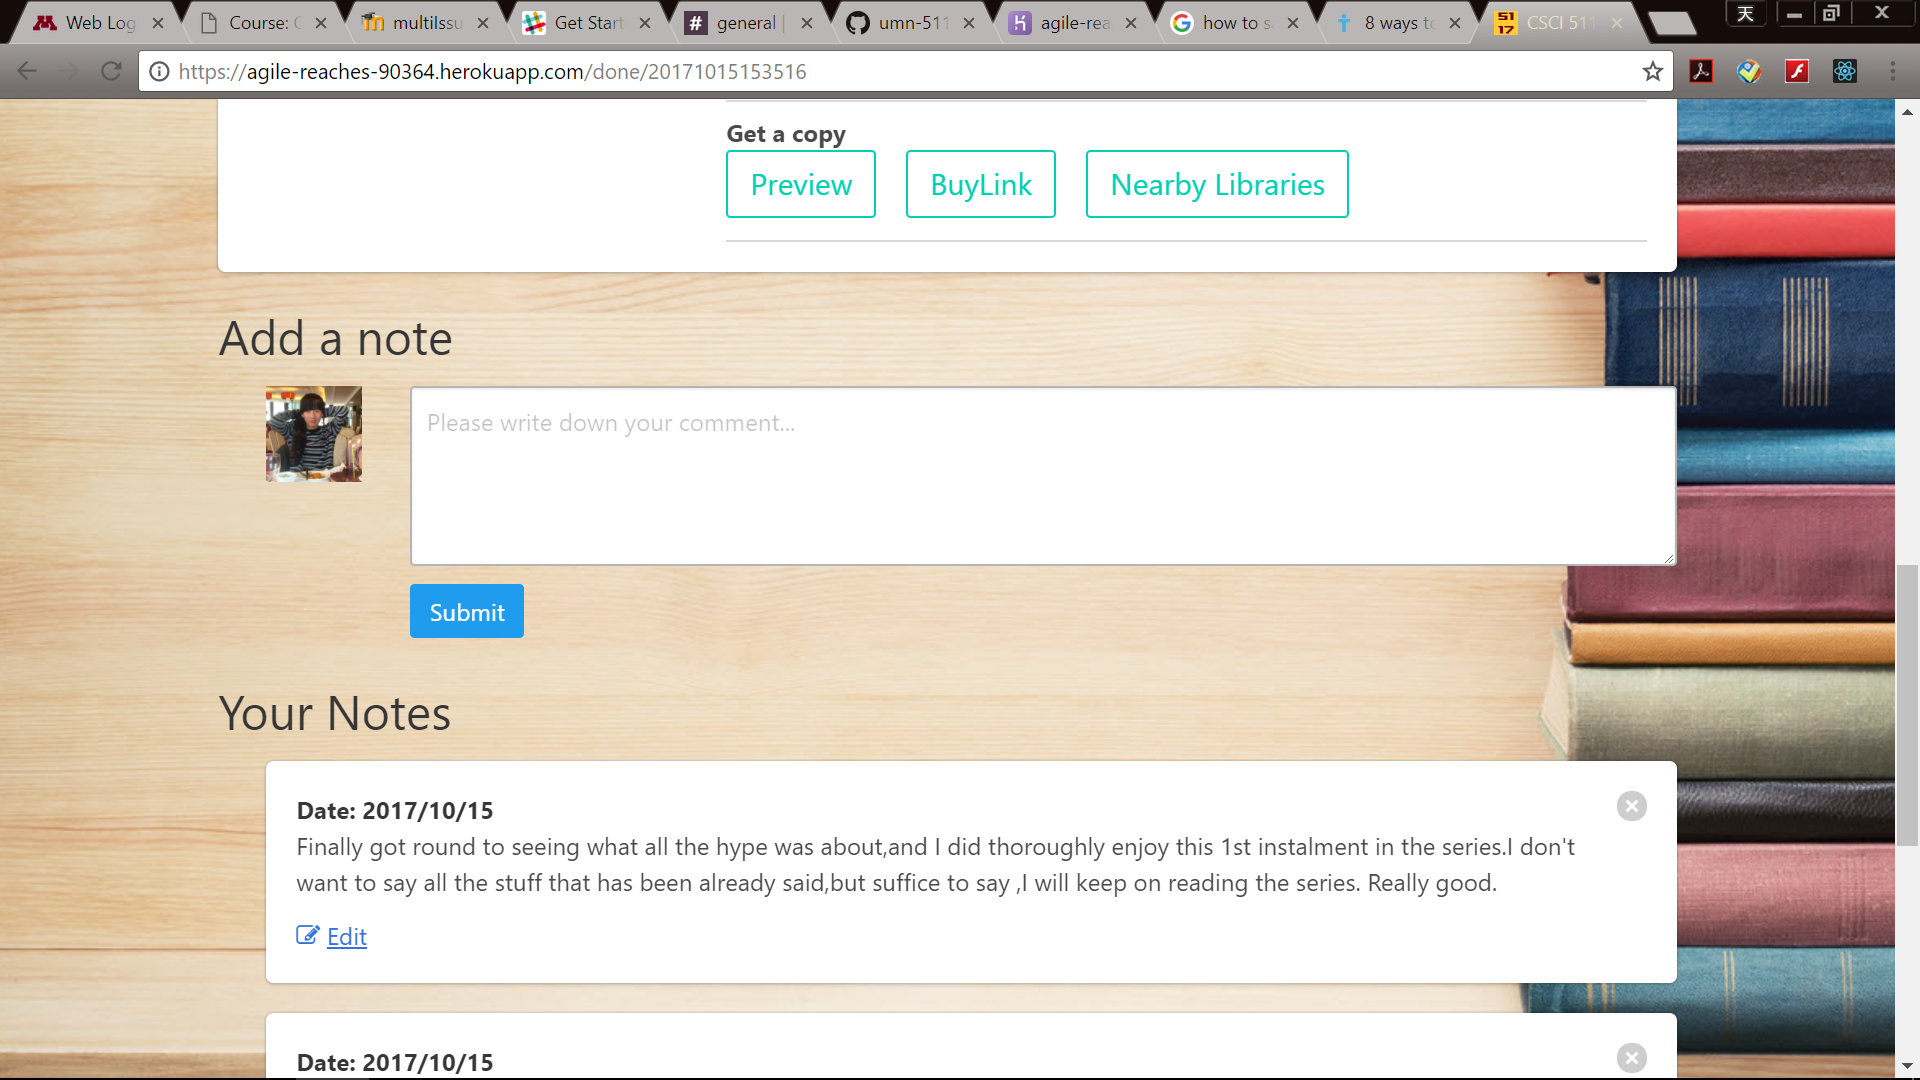 Web Log
Course: C
multiIssu
Get Start
general |
umn-511
agile-rea
how to s
8 ways to
CSCI 511
天
https://agile-reaches-90364.herokuapp.com/done/20171015153516
Get a copy
Preview BuyLink Nearby Libraries
Add a note
Please write down your comment...
Submit
Your Notes
Date: 2017/10/15
Finally got round to seeing what all the hype was about,and I did thoroughly enjoy this 1st instalment in the series.I don't
want to say all the stuff that has been already said,but suffice to say ,I will keep on reading the series. Really good.
Edit
Date: 2017/10/15